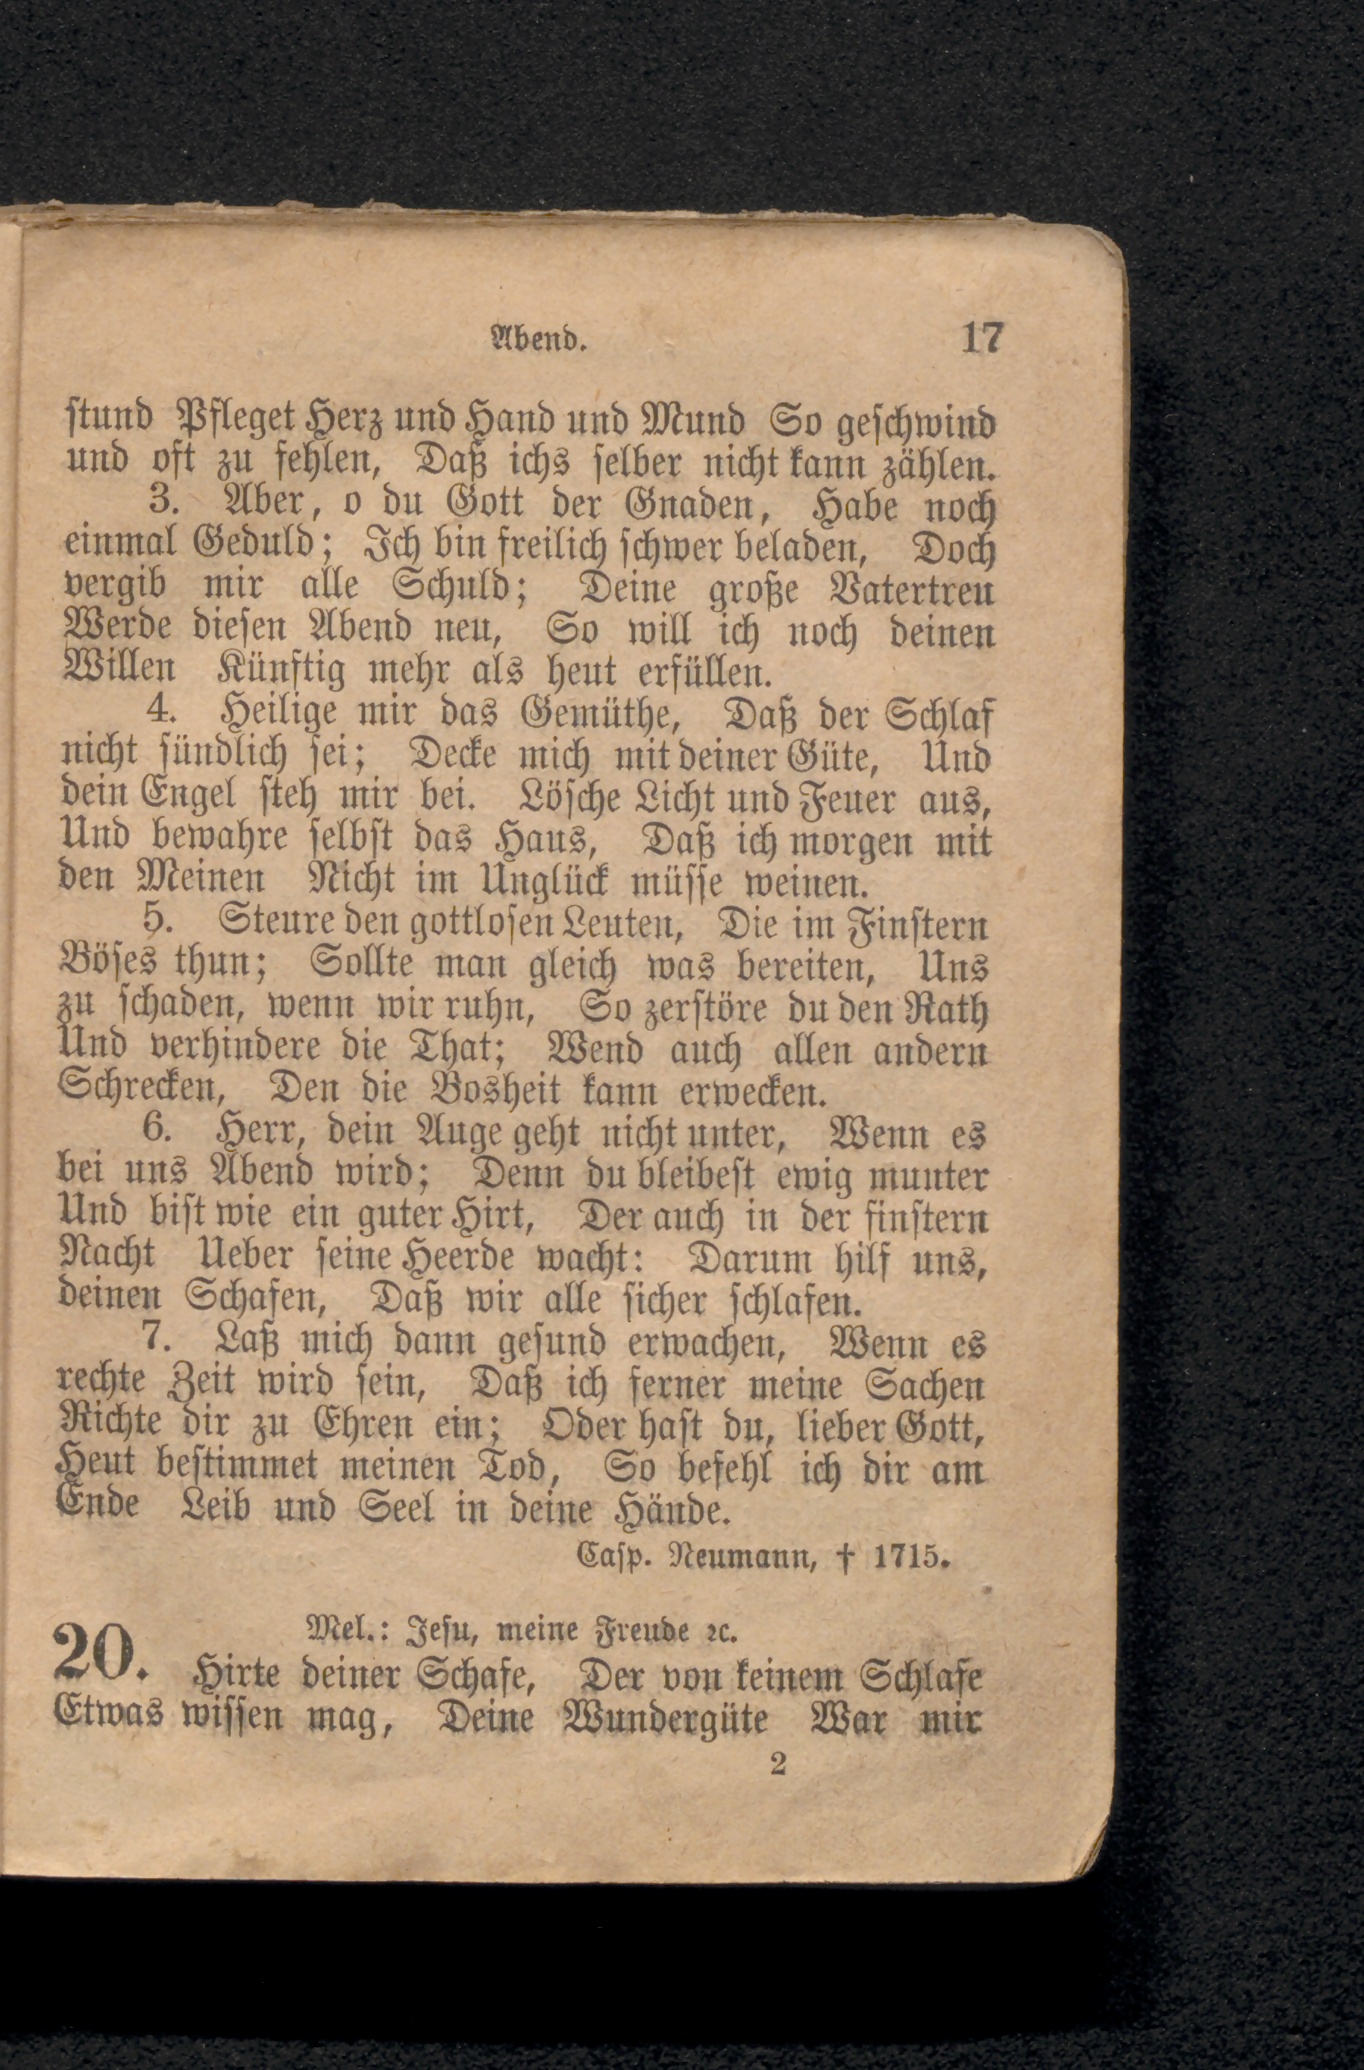 Abend. 17
stund Pfleget Herz und Hand und Mund So geschwind
und oft zu fehlen, Daß ichs selber nicht kann zählen.
3. Aber, o du Gott der Gnaden, Habe noch
einmal Geduld; Ich bin freilich schwer beladen, Doch
vergib mir alle Schuld; Deine große Vatertreu
Werde diesen Abend neu, So will ich noch deinen
Willen Künftig mehr als heut erfüllen.
4. Heilige mir das Gemüthe, Daß der Schlaf
nicht sündlich sei; Decke mich mit deiner Güte, Und
dein Engel steh mir bei. Lösche Licht und Feuer aus,
Und bewahre selbst das Haus, Daß ich morgen mit
den Meinen Nicht im Unglück müsse weinen.
5. Steure den gottlosen Leuten, Die im Finstern
Böses thun; Sollte man gleich was bereiten, Uns
zu schaden, wenn wir ruhn, So zerstöre du den Rath
Und verhindere die That; Wend auch allen andern
Schrecken, Den die Bosheit kann erwecken.
6. Herr, dein Auge geht nicht unter, Wenn es
bei uns Abend wird; Denn du bleibest ewig munter
Und bist wie ein guter Hirt, Der auch in der finstern
Nacht Ueber seine Heerde wacht: Darum hilf uns,
deinen Schafen, Daß wir alle sicher schlafen.
7. Laß mich dann gesund erwachen, Wenn es
rechte Zeit wird sein, Daß ich ferner meine Sachen
Richte dir zu Ehren ein; Oder hast du, lieber Gott,
Heut bestimmet meinen Tod, So befehl ich dir am
Ende Leib und Seel in deine Hände.
Casp. Neumann, † 1715.
Mel.: Jesu, meine Freude ꝛc.
20. Hirte deiner Schafe, Der von keinem Schlafe
Etwas wissen mag, Deine Wundergüte War mir
2